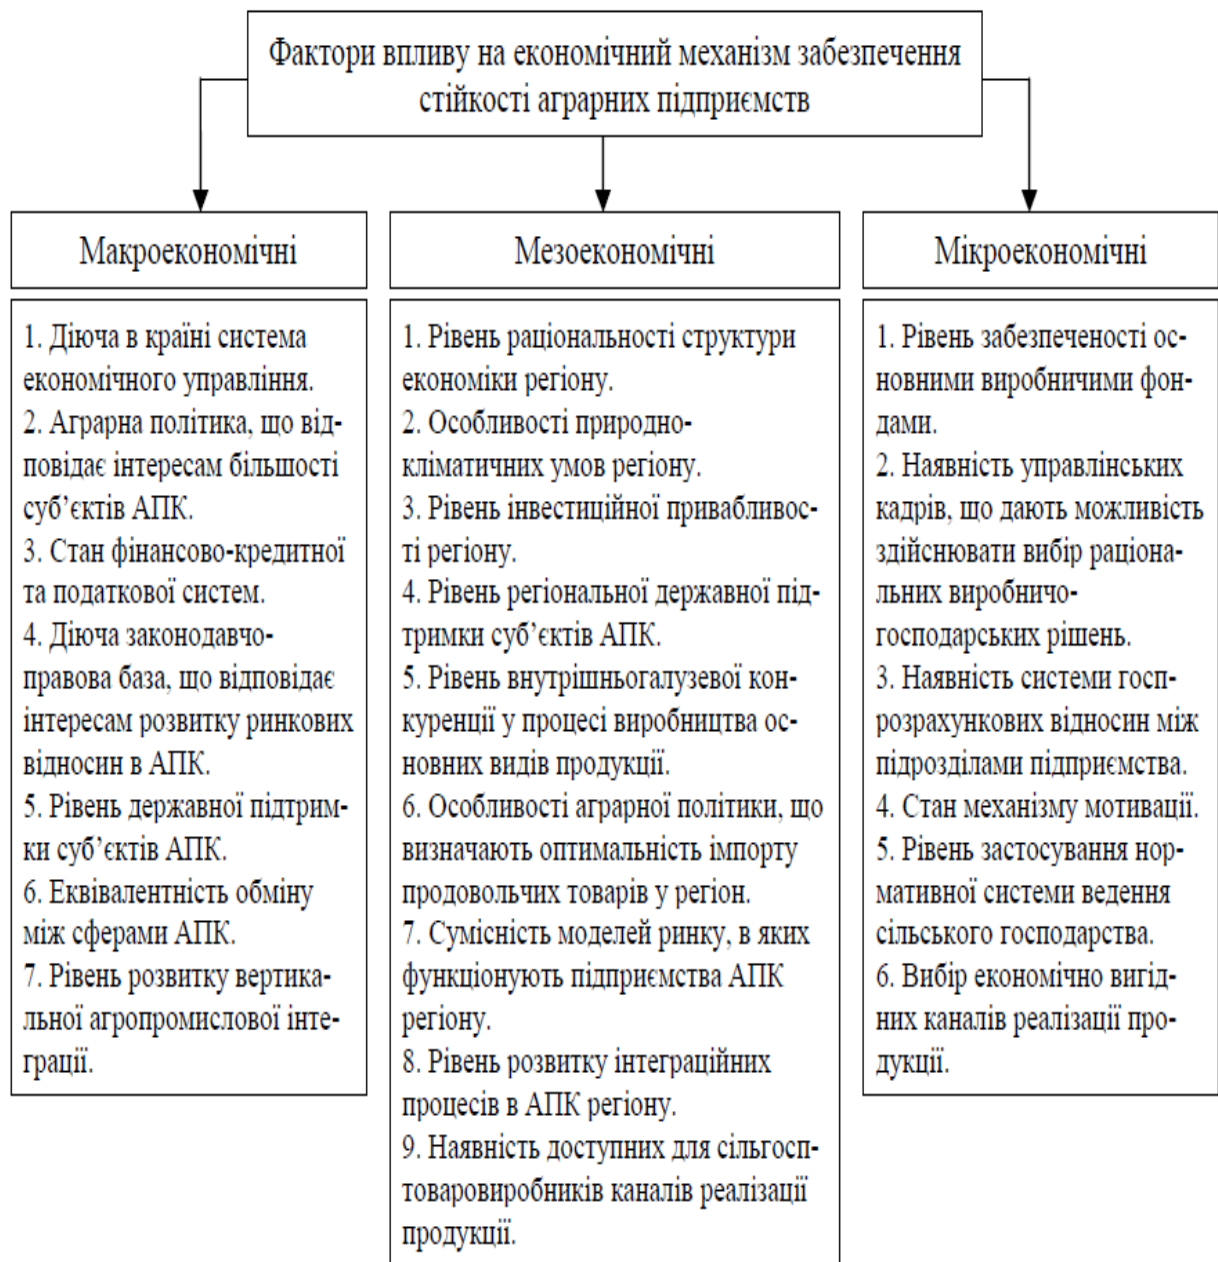 Фактори впливу на економічний механізм забезпечення
стійкості аграрних підприємств
Макроекономічні
1. Діюча в країні система
економічного управління.
2. Аграрна політика, що від-
повідає інтересам більшості
суб’єктів АПК.
3. Стан фінансово-кредитної
та податкової систем.
4. Діюча законодавчо-
правова база, що відповідає
інтересам розвитку ринкових
відносин в АПК.
5. Рівень державної підтрим-
ки суб’єктів АПК.
6. Еквівалентність обміну
між сферами АПК.
7. Рівень розвитку вертика-
льної агропромислової інте-
грації.
Мезоекономічні
1. Рівень раціональності структури
економіки регіону.
2. Особливості природно-
кліматичних умов регіону.
3. Рівень інвестиційної привабливос-
ті регіону.
4. Рівень регіональної державної під-
тримки суб’єктів АПК.
5. Рівень внутрішньогалузевої кон-
куренції у процесі виробництва ос-
новних видів продукції.
6. Особливості аграрної політики, що
визначають оптимальність імпорту
продовольчих товарів у регіон.
7. Сумісність моделей ринку, в яких
функціонують підприємства АПК
регіону.
8. Рівень розвитку інтеграційних
процесів в АПК регіону.
9. Наявність доступних для сільгосп-
товаровиробників каналів реалізації
продукції.
Мікроекономічні
1. Рівень забезпеченості ос-
новними виробничими фон-
дами.
2. Наявність управлінських
кадрів, що дають можливість
здійснювати вибір раціона-
льних виробничо-
господарських рішень.
3. Наявність системи госп-
розрахункових відносин між
підрозділами підприємства.
4. Стан механізму мотивації.
5. Рівень застосування нор-
мативної системи ведення
сільського господарства.
6. Вибір економічно вигід-
них каналів реалізації про-
дукції.